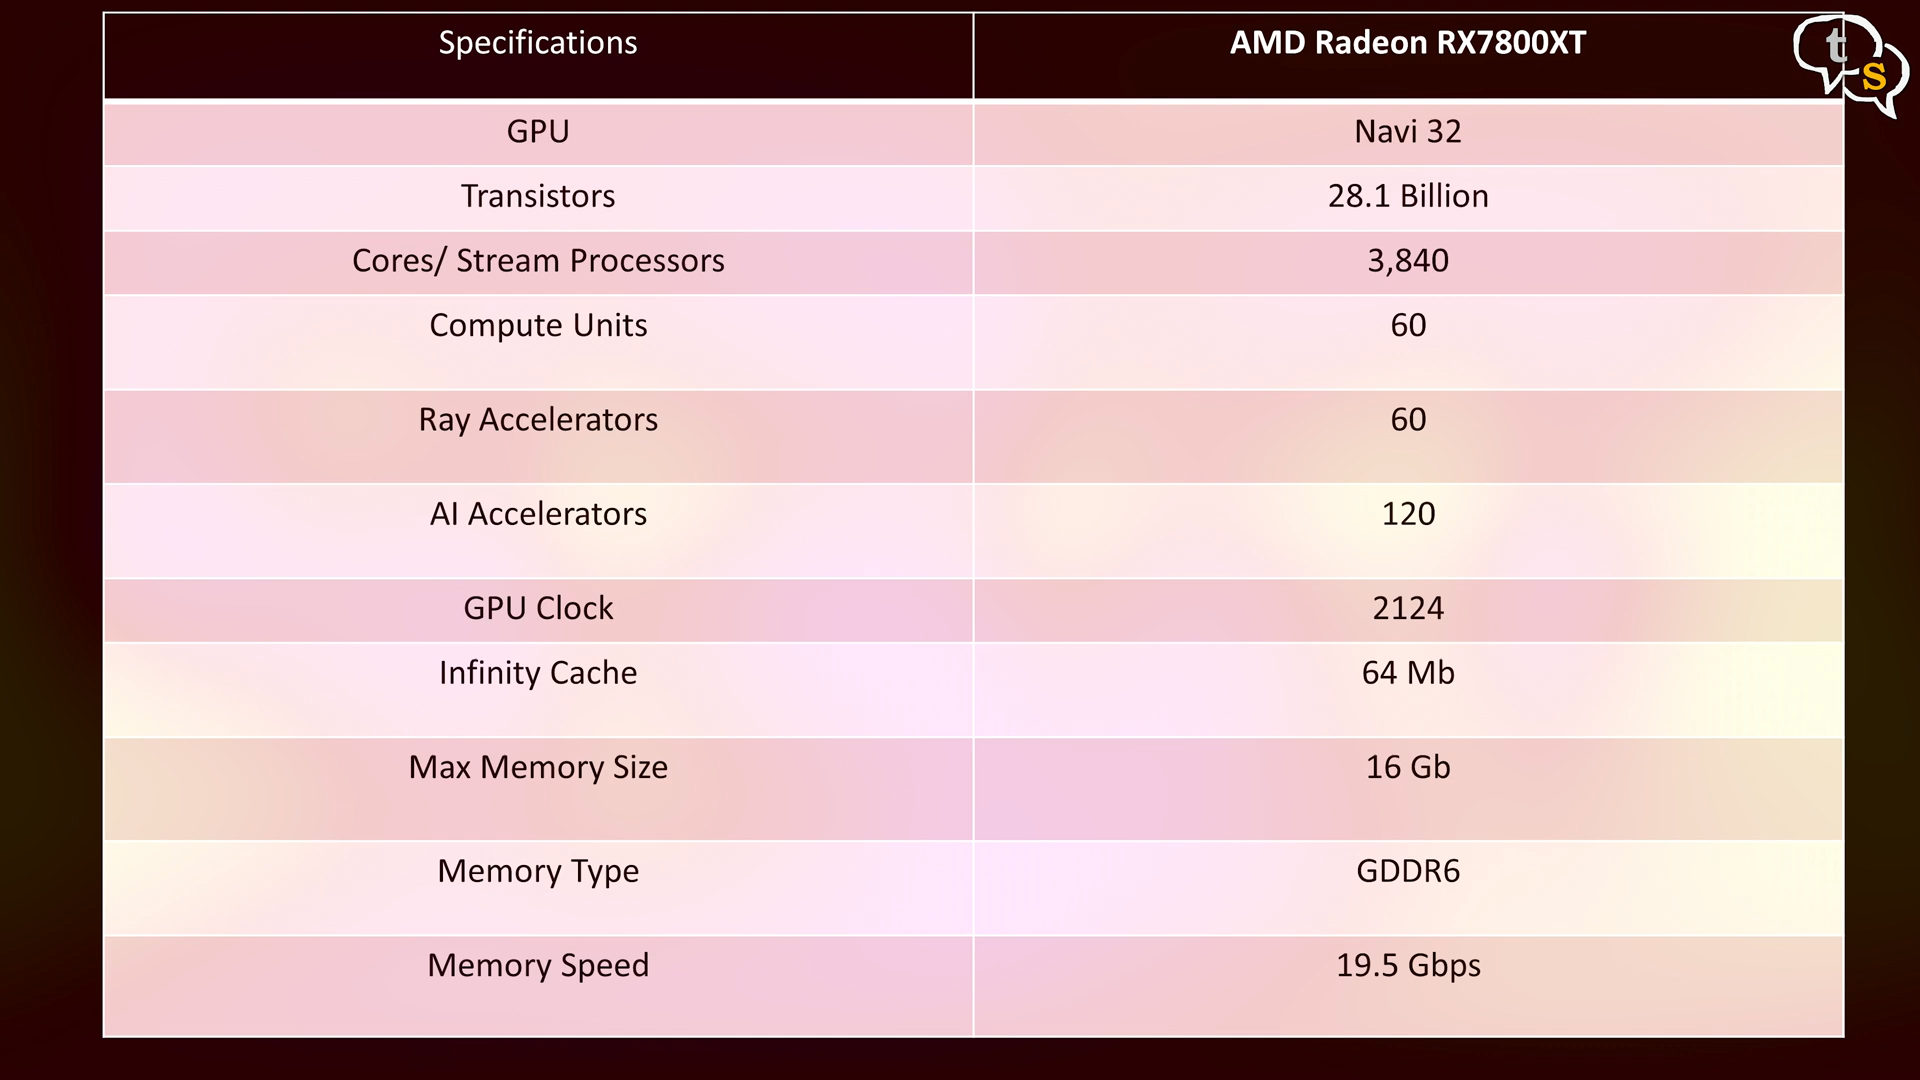 Specifications AMD Radeon RX7800XT
GPU Navi 32
Transistors 28.1 Billion
Cores/ Stream Processors 3,840
Compute Units 60
Ray Accelerators 60
AI Accelerators 120
GPU Clock 2124
Infinity Cache 64 Mb
Max Memory Size 16 Gb
Memory Type GDDR6
Memory Speed 19.5 Gbps
t
s